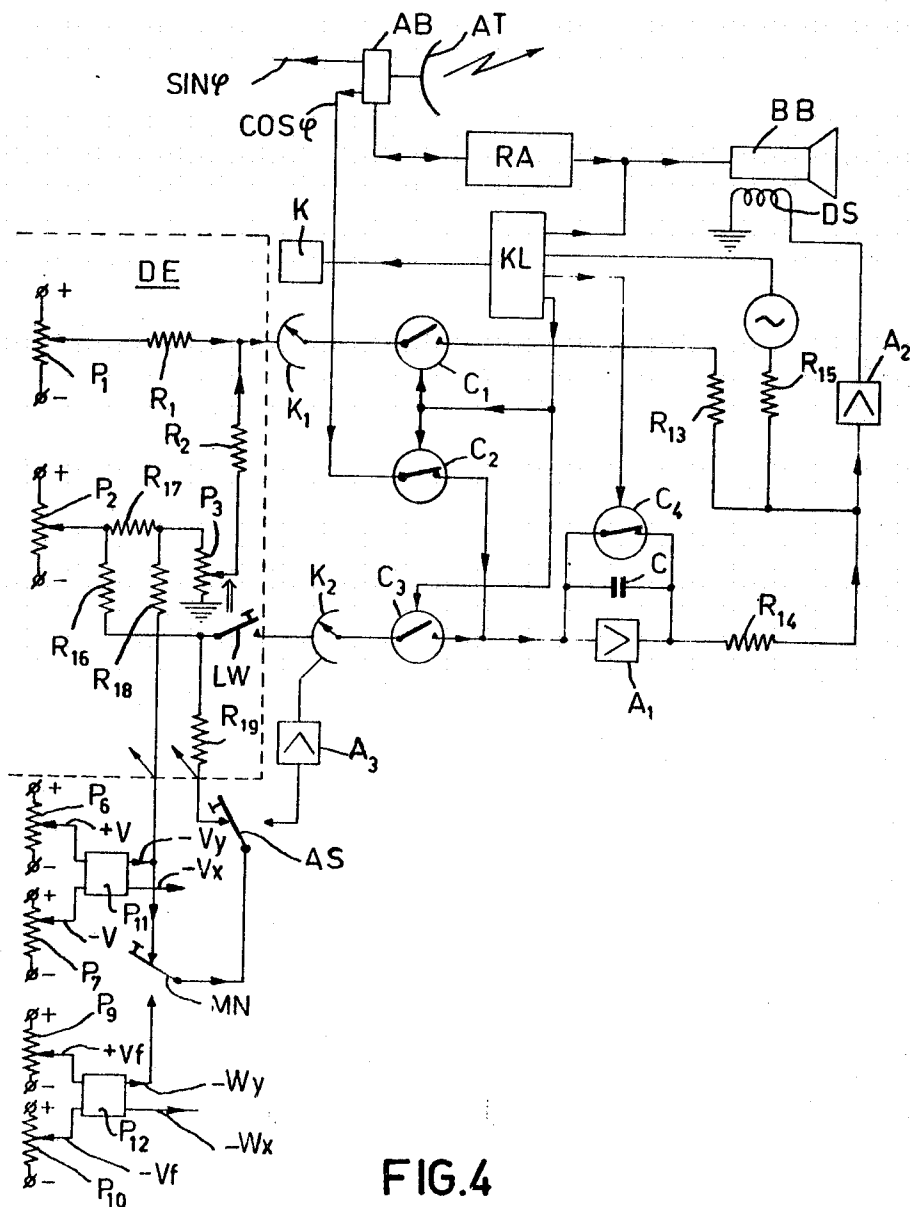 AB AT
SINφ
COSφ
BB
RA
DS
K
KL
DE
+
P1
-
R1
K1
C1
R15
A2
R2
R13
+
P2
-
R17
P3
C2
C4
C
R16
R18
LW
K2
C3
R14
A1
R19
A3
AS
+
P6
+V
-
-Vy
-Vx
+
P11
-V
P7
-
MN
+
P9
+Vf
-
-Wy
+
P12
-Wx
-Vf
-
P10
FIG.4